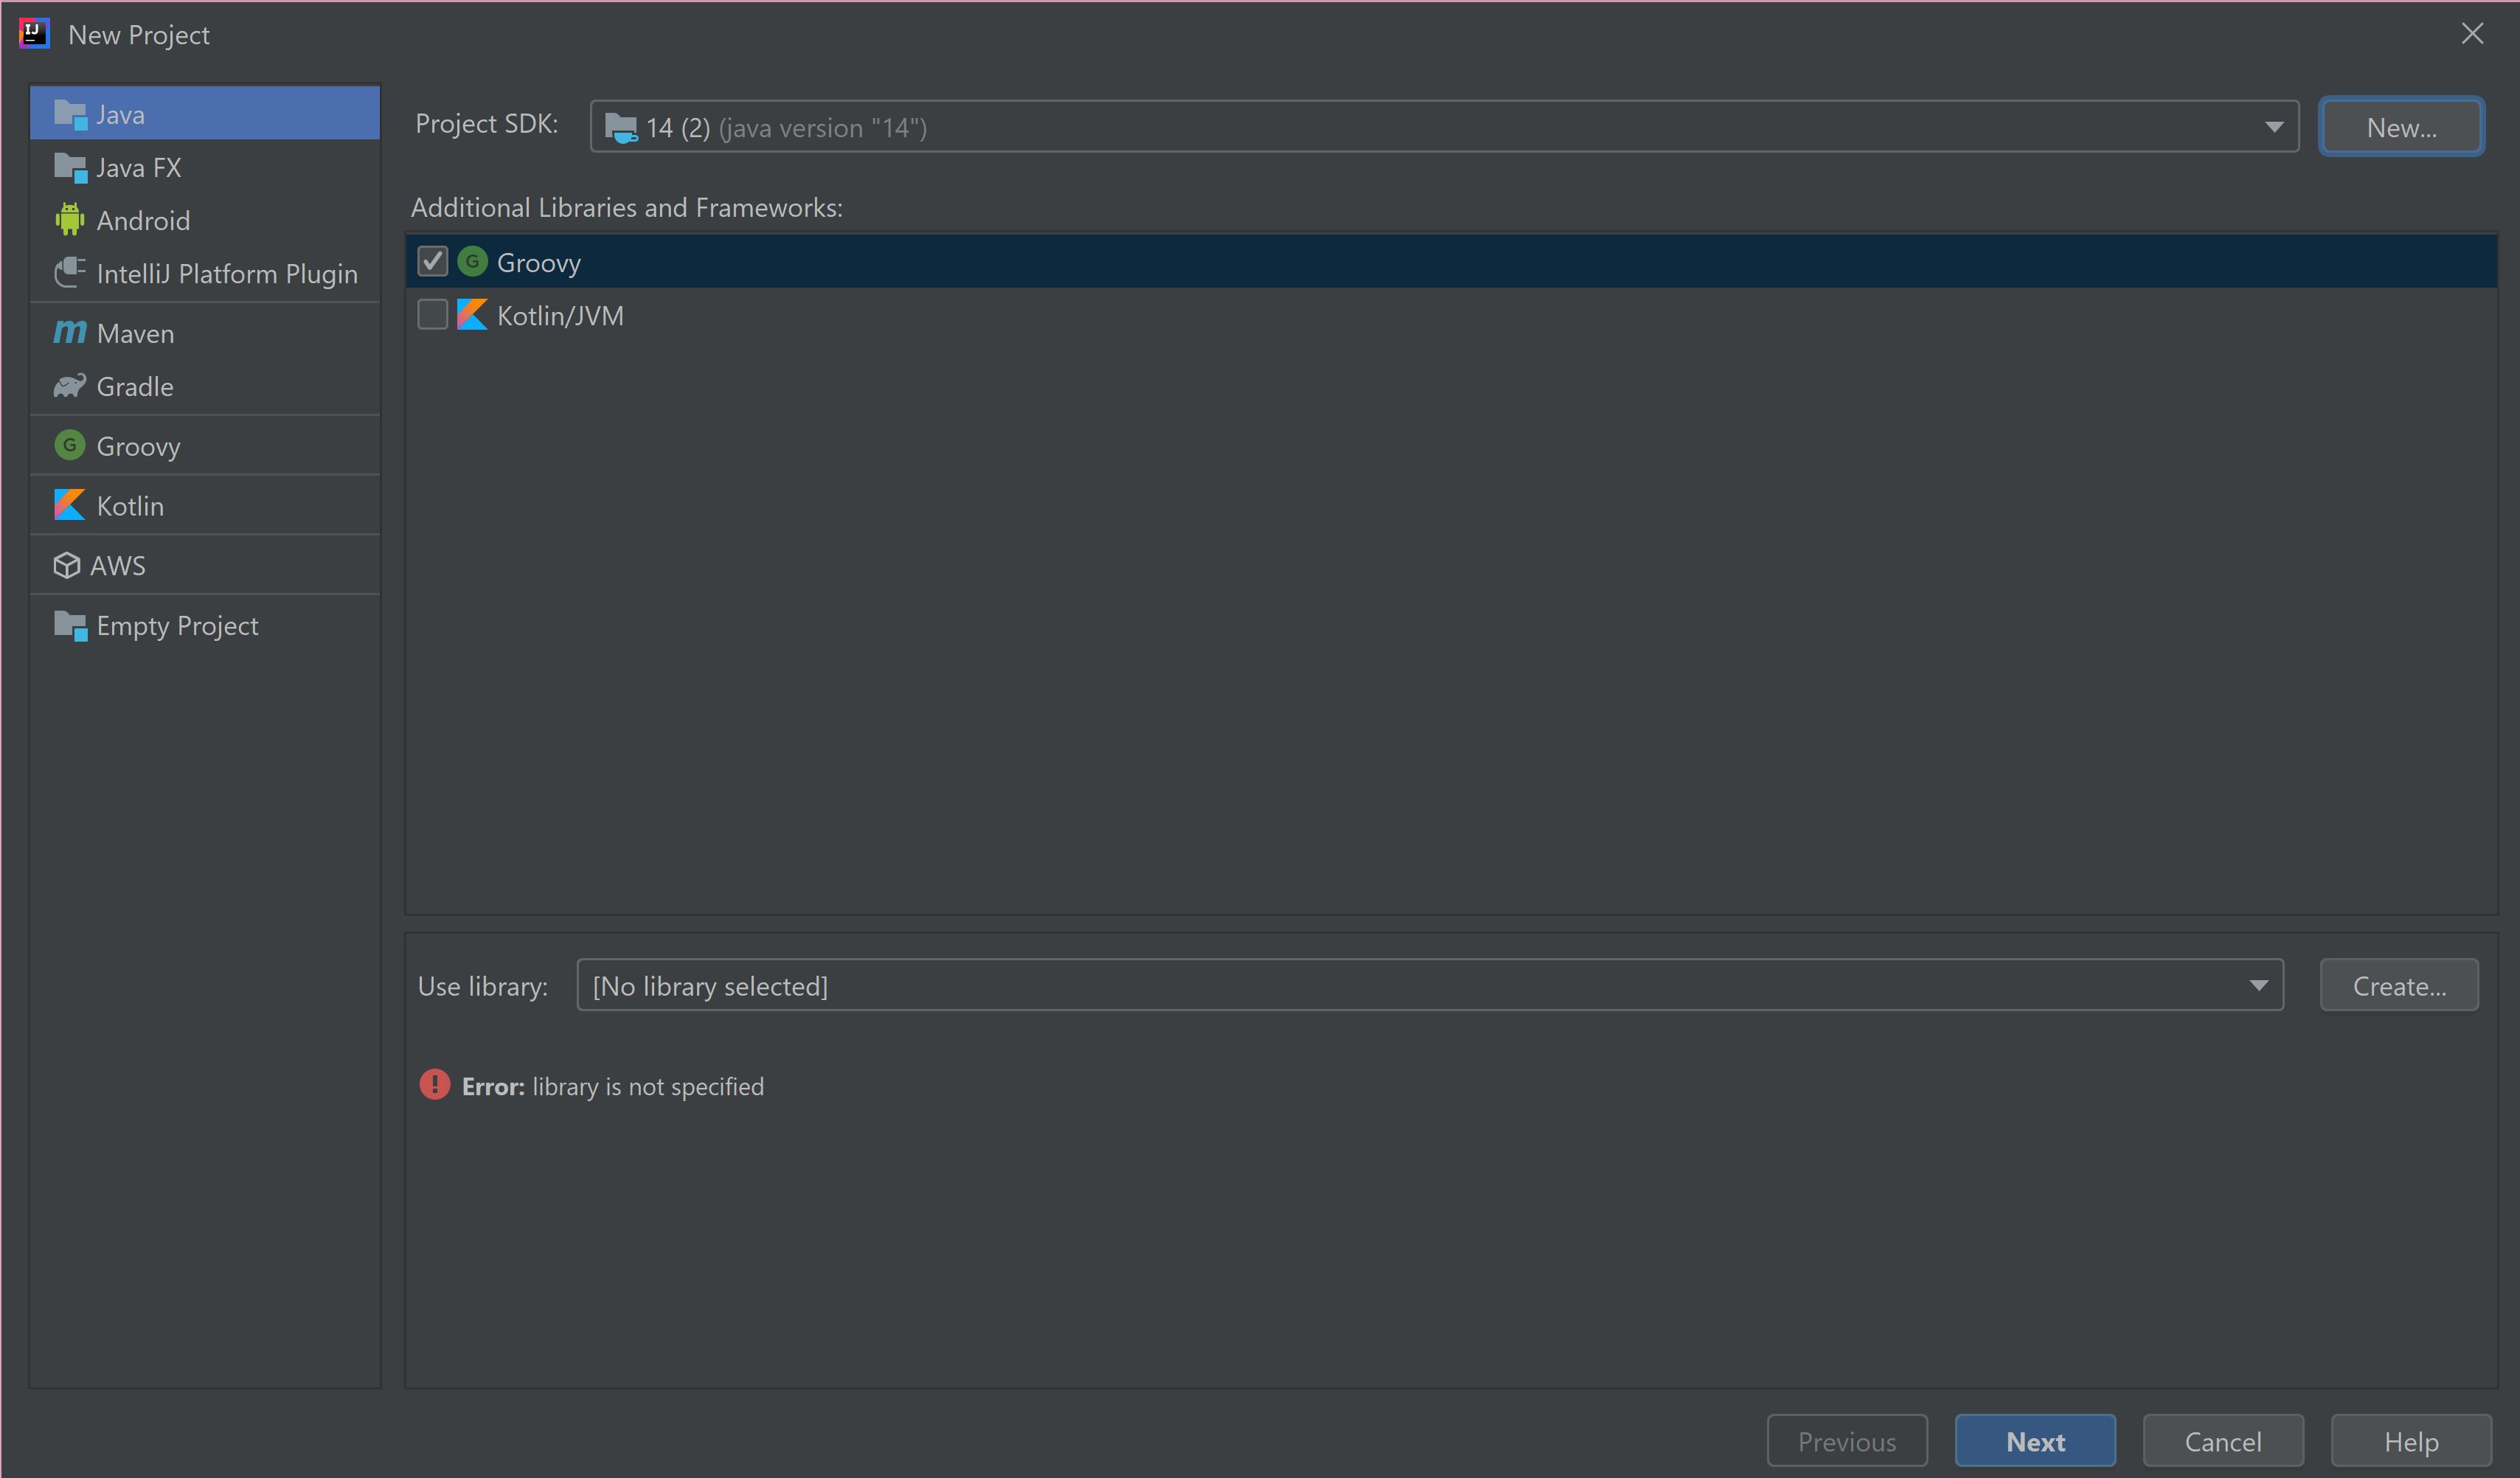 IJ New Project
Java
Java FX
Android
IntelliJ Platform Plugin
m Maven
Gradle
G Groovy
Kotlin
AWS
Empty Project
Project SDK: 14 (2) (java version "14") New...
Additional Libraries and Frameworks:
G Groovy
Kotlin/JVM
Use library: [No library selected] Create...
! Error: library is not specified
Previous Next Cancel Help